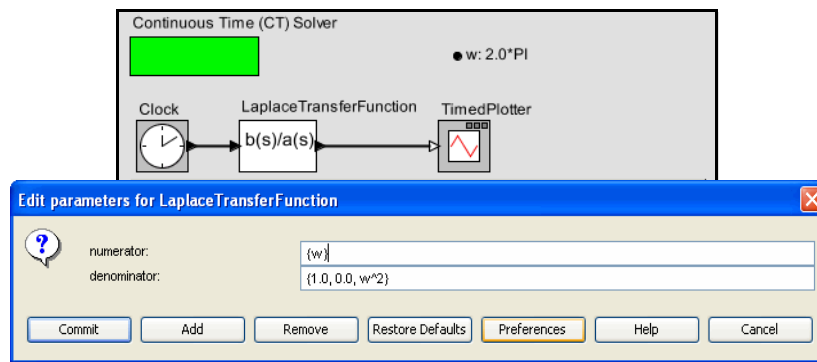 Continuous Time (CT) Solver
w: 2.0*PI
Clock
LaplaceTransferFunction
TimedPlotter
b(s)/a(s)
Edit parameters for LaplaceTransferFunction
numerator:
{w}
denominator:
{1.0, 0.0, w^2}
Commit
Add
Remove
Restore Defaults
Preferences
Help
Cancel